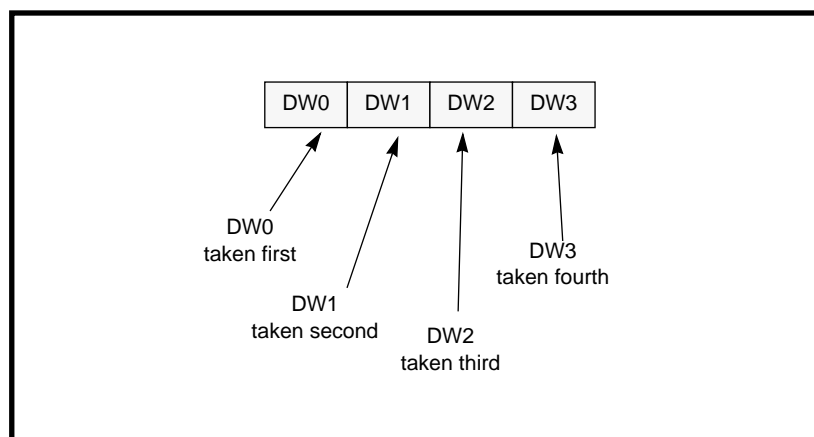 DW0 DW1 DW2 DW3
DW0
taken first
DW1
taken second
DW2
taken third
DW3
taken fourth